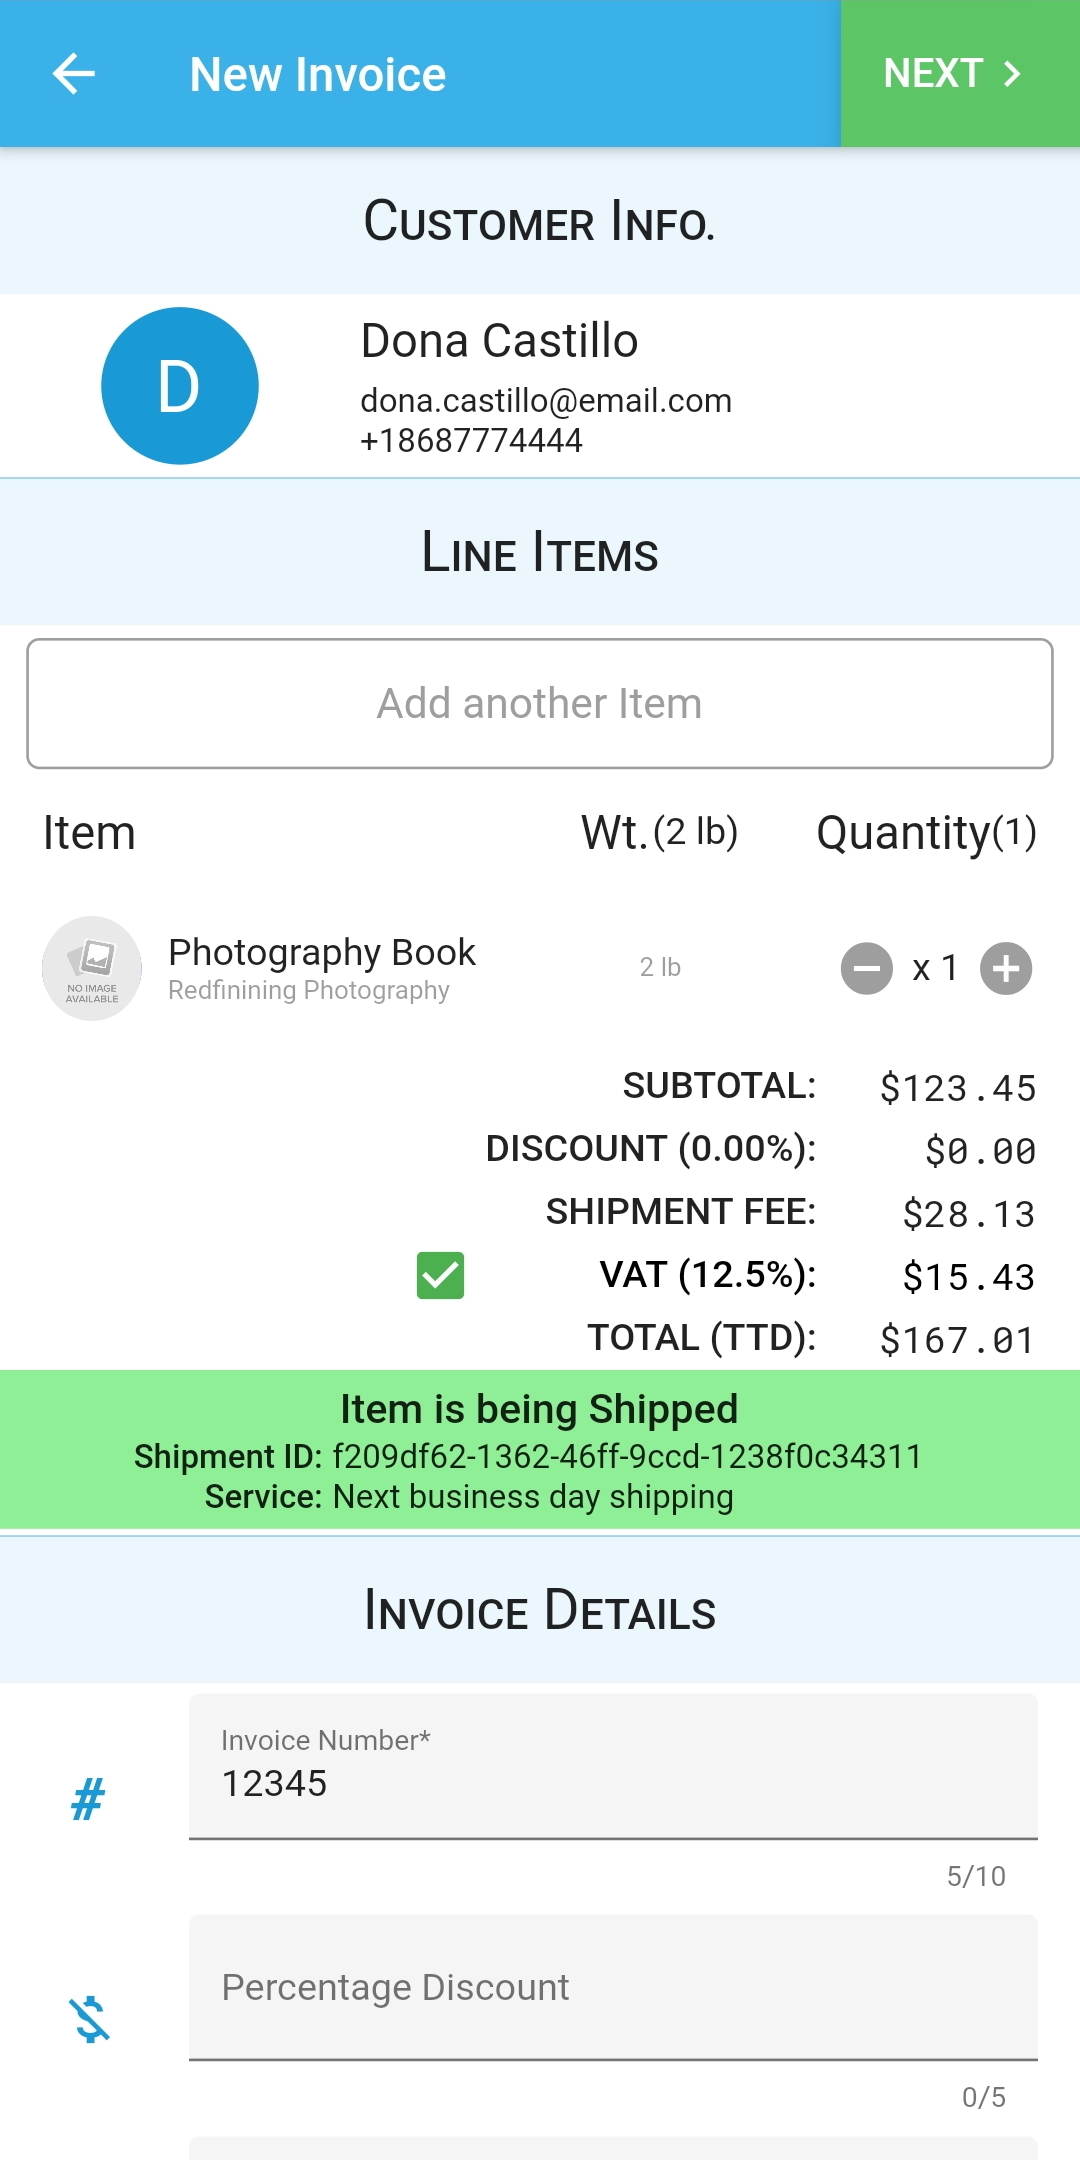 New Invoice
NEXT
Customer Info.
D
Dona Castillo
dona.castillo@email.com
+18687774444
Line Items
Add another Item
Item Wt.(2 lb) Quantity(1)
NO IMAGE
AVAILABLE
Photography Book
Redfinining Photography
2 lb
x 1
SUBTOTAL: $123.45
DISCOUNT (0.00%): $0.00
SHIPMENT FEE: $28.13
VAT (12.5%): $15.43
TOTAL (TTD): $167.01
Item is being Shipped
Shipment ID: f209df62-1362-46ff-9ccd-1238f0c34311
Service: Next business day shipping
Invoice Details
Invoice Number*
# 12345
5/10
Percentage Discount
0/5